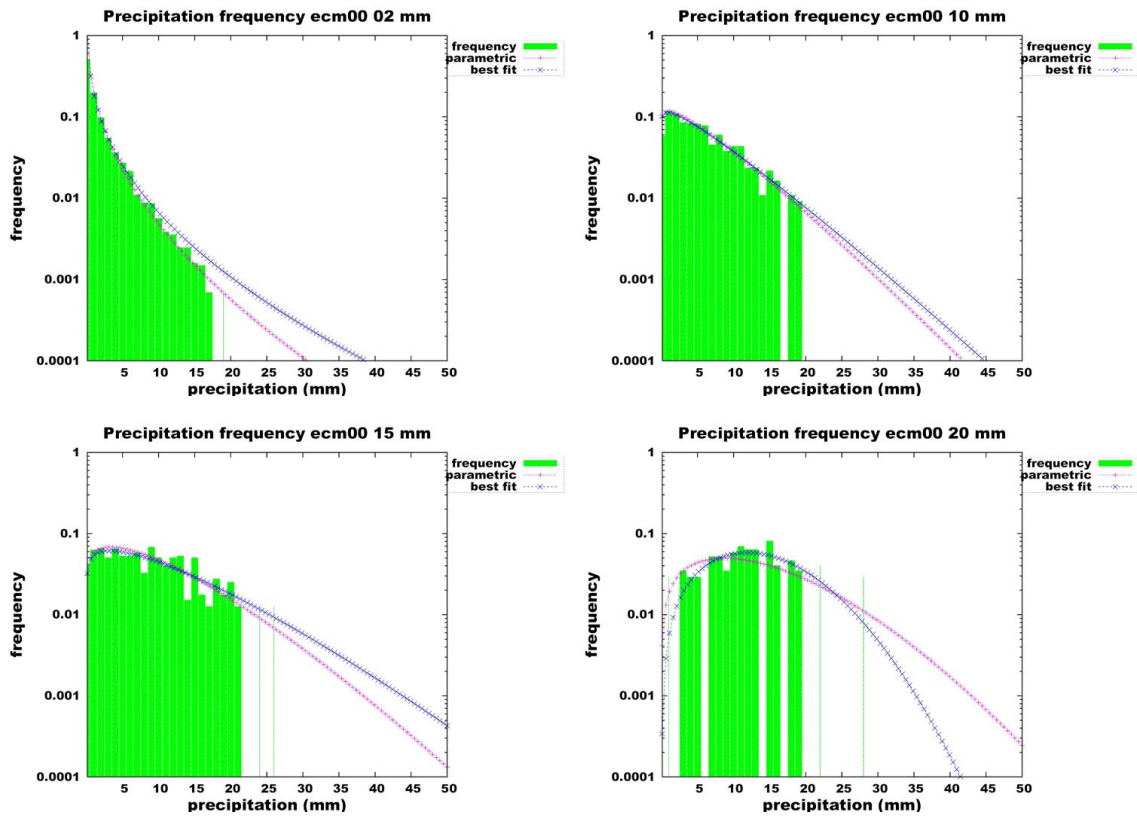 Precipitation frequency ecm00 02 mm
frequency
parametric
best fit
1
0.1
0.01
0.001
0.0001
frequency
5 10 15 20 25 30 35 40 45 50
precipitation (mm)
Precipitation frequency ecm00 10 mm
frequency
parametric
best fit
1
0.1
0.01
0.001
0.0001
frequency
5 10 15 20 25 30 35 40 45 50
precipitation (mm)
Precipitation frequency ecm00 15 mm
frequency
parametric
best fit
1
0.1
0.01
0.001
0.0001
frequency
5 10 15 20 25 30 35 40 45 50
precipitation (mm)
Precipitation frequency ecm00 20 mm
frequency
parametric
best fit
1
0.1
0.01
0.001
0.0001
frequency
5 10 15 20 25 30 35 40 45 50
precipitation (mm)